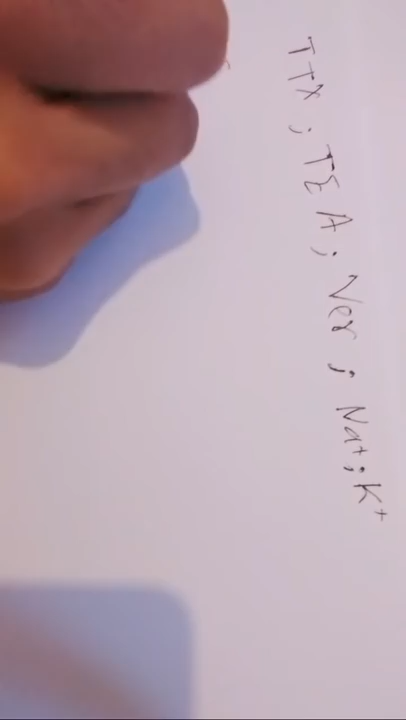 TTX ; TEA ; Ver ; Na+ ; K+